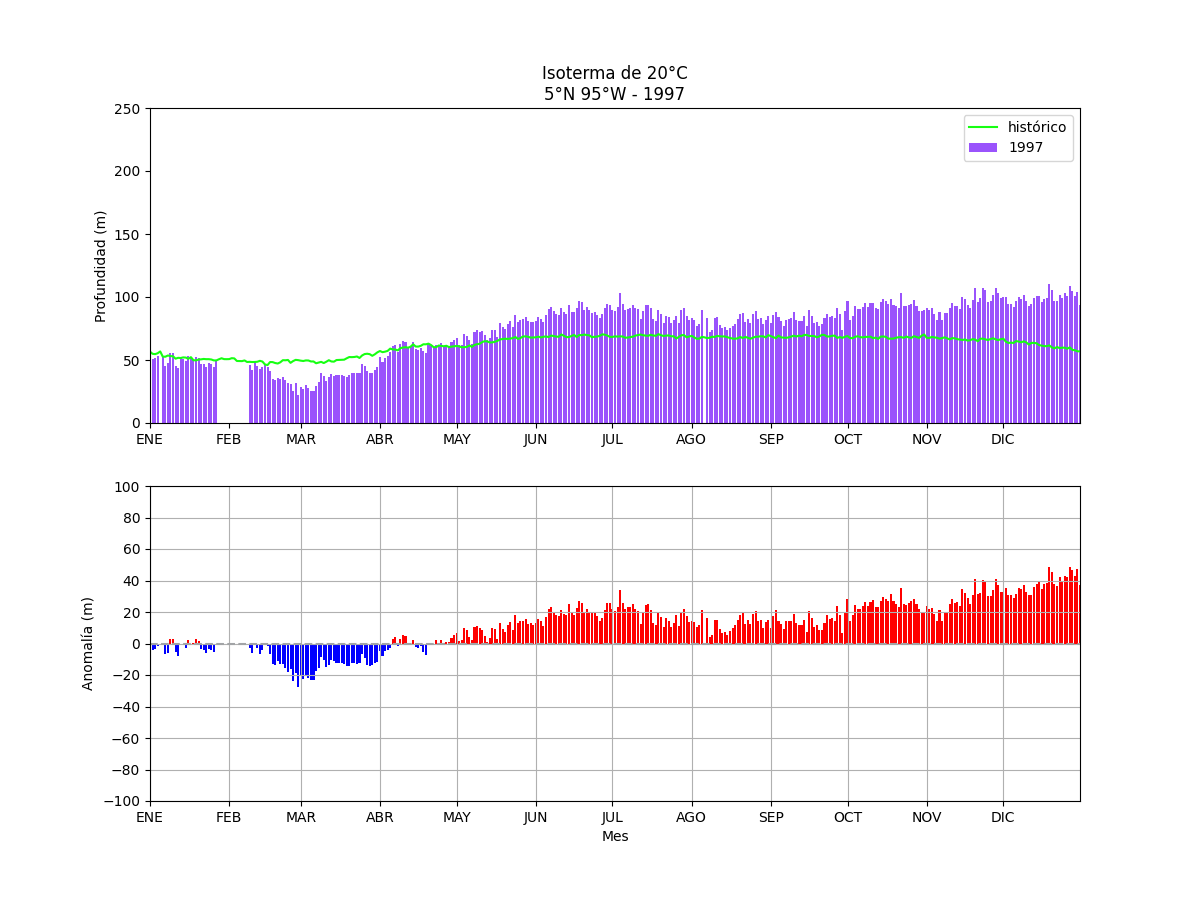 Isoterma de 20°C
5°N 95°W - 1997
250
200
150
100
50
0
Profundidad (m)
histórico
1997
ENE FEB MAR ABR MAY JUN JUL AGO SEP OCT NOV DIC
100
80
60
40
20
0
−20
−40
−60
−80
−100
Anomalía (m)
ENE FEB MAR ABR MAY JUN JUL AGO SEP OCT NOV DIC
Mes